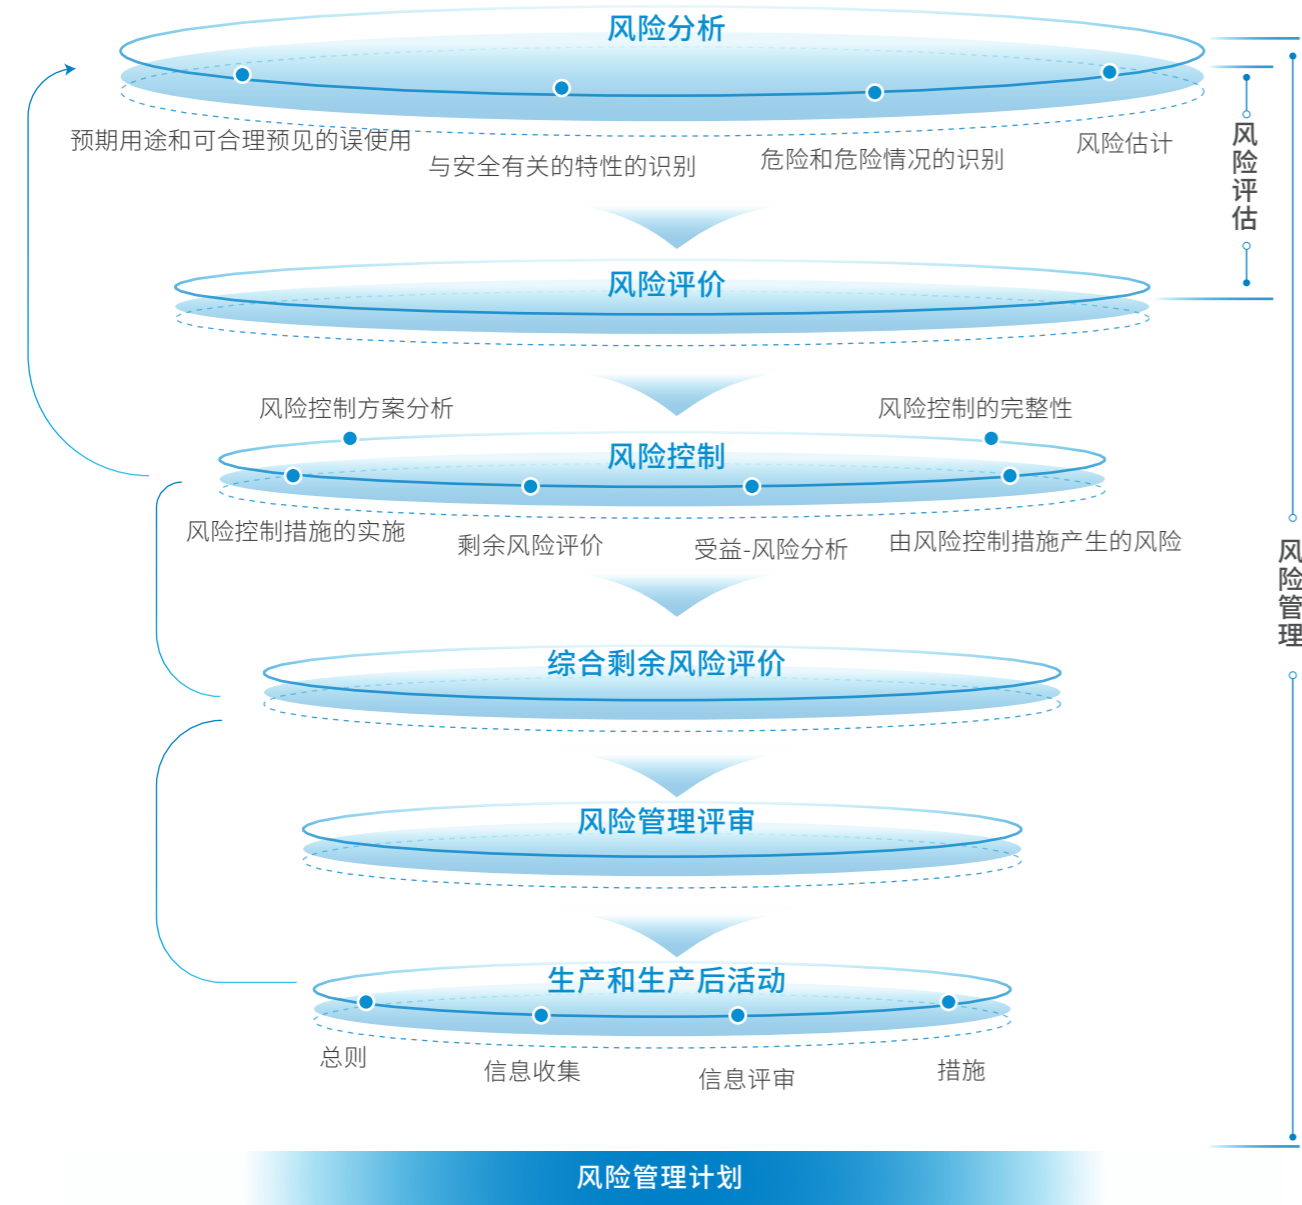 风险分析
预期用途和可合理预见的误使用
与安全有关的特性的识别
危险和危险情况的识别
风险估计
风险评估
风险评价
风险控制方案分析
风险控制的完整性
风险控制
风险控制措施的实施
剩余风险评价
受益-风险分析
由风险控制措施产生的风险
风险管理
综合剩余风险评价
风险管理评审
生产和生产后活动
总则
信息收集
信息评审
措施
风险管理计划